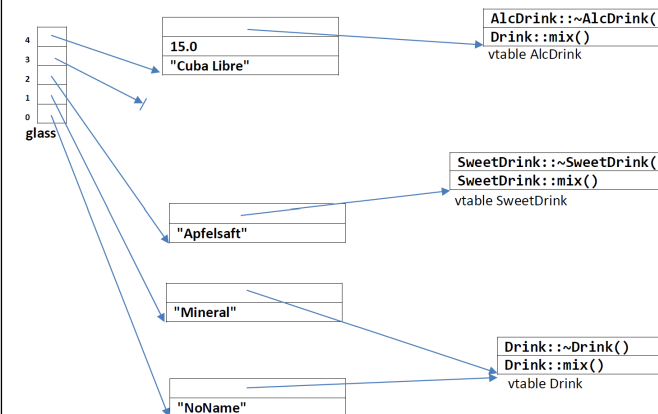 4
3
2
1
0
glass
15.0
"Cuba Libre"
AlcDrink::~AlcDrink(
Drink::mix()
vtable AlcDrink
SweetDrink::~SweetDrink(
SweetDrink::mix()
vtable SweetDrink
"Apfelsaft"
"Mineral"
Drink::~Drink()
Drink::mix()
vtable Drink
"NoName"